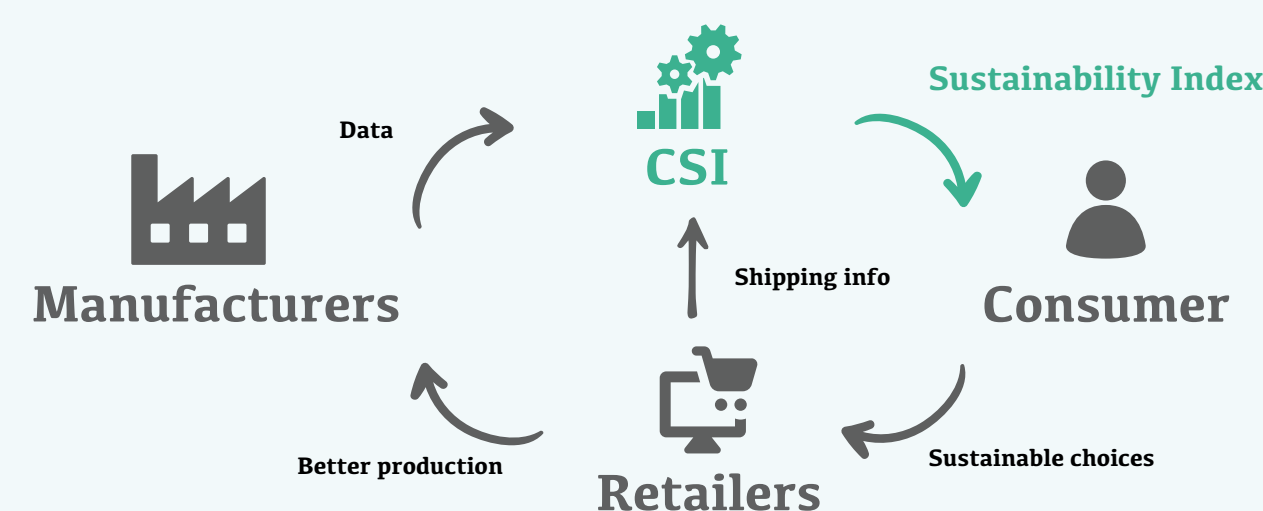 Sustainability Index
Data
CSI
Shipping info
Manufacturers
Consumer
Better production
Sustainable choices
Retailers